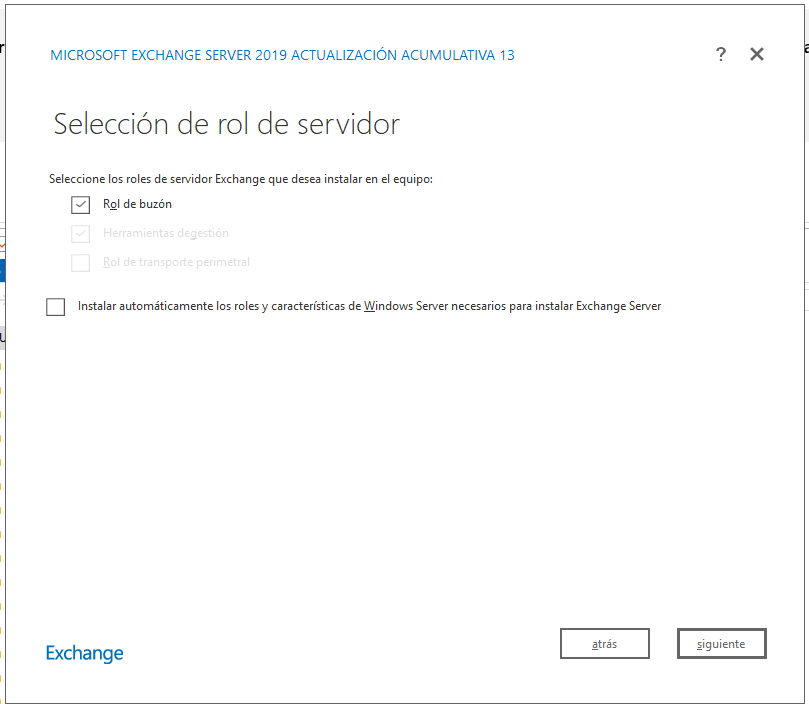 MICROSOFT EXCHANGE SERVER 2019 ACTUALIZACIÓN ACUMULATIVA 13
?
Selección de rol de servidor
Seleccione los roles de servidor Exchange que desea instalar en el equipo:
Rol de buzón
Herramientas degestión
Rol de transporte perimetral
Instalar automáticamente los roles y características de Windows Server necesarios para instalar Exchange Server
Exchange
atrás
siguiente